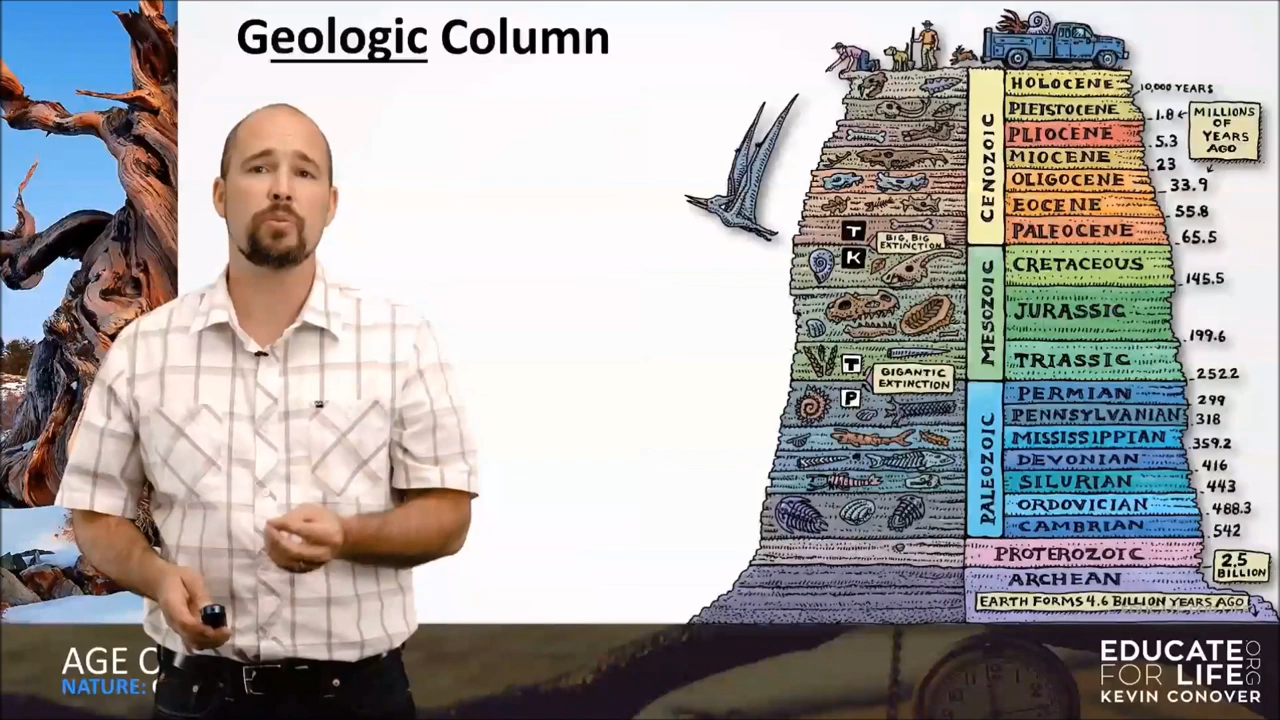 Geologic Column
HOLOCENE
10,000 YEARS
PLEISTOCENE
1.8
MILLIONS
OF
YEARS
AGO
PLIOCENE
5.3
MIOCENE
23
OLIGOCENE
33.9
EOCENE
55.8
PALEOCENE
65.5
CENOZOIC
T
K
BIG, BIG
EXTINCTION
CRETACEOUS
145.5
JURASSIC
199.6
TRIASSIC
252.2
MESOZOIC
T
P
GIGANTIC
EXTINCTION
PERMIAN
299
PENNSYLVANIAN
318
MISSISSIPPIAN
359.2
DEVONIAN
416
SILURIAN
443
ORDOVICIAN
488.3
CAMBRIAN
542
PALEOZOIC
PROTEROZOIC
2.5
BILLION
ARCHEAN
EARTH FORMS 4.6 BILLION YEARS AGO
AGE
NATURE:
EDUCATE
FOR LIFE
.ORG
KEVIN CONOVER